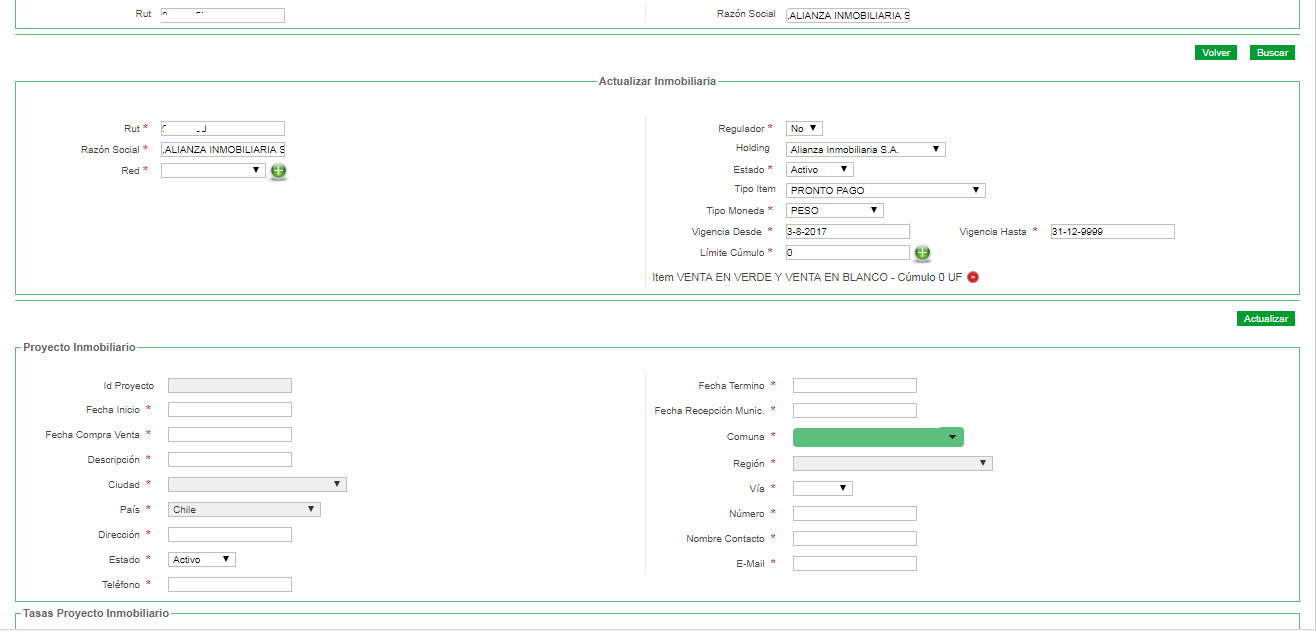 Rut Razón Social ,ALIANZA INMOBILIARIA S
Volver Buscar
Actualizar Inmobiliaria
Rut * Regulador * No
Razón Social * ,ALIANZA INMOBILIARIA S Holding Alianza Inmobiliaria S.A.
Red * Estado * Activo
Tipo Item PRONTO PAGO
Tipo Moneda * PESO
Vigencia Desde * 3-8-2017 Vigencia Hasta * 31-12-9999
Límite Cúmulo * 0
Item VENTA EN VERDE Y VENTA EN BLANCO - Cúmulo 0 UF
Actualizar
Proyecto Inmobiliario
Id Proyecto Fecha Termino *
Fecha Inicio * Fecha Recepción Munic. *
Fecha Compra Venta * Comuna *
Descripción * Región *
Ciudad * Vía *
País * Chile Número *
Dirección * Nombre Contacto *
Estado * Activo E-Mail *
Teléfono *
Tasas Proyecto Inmobiliario